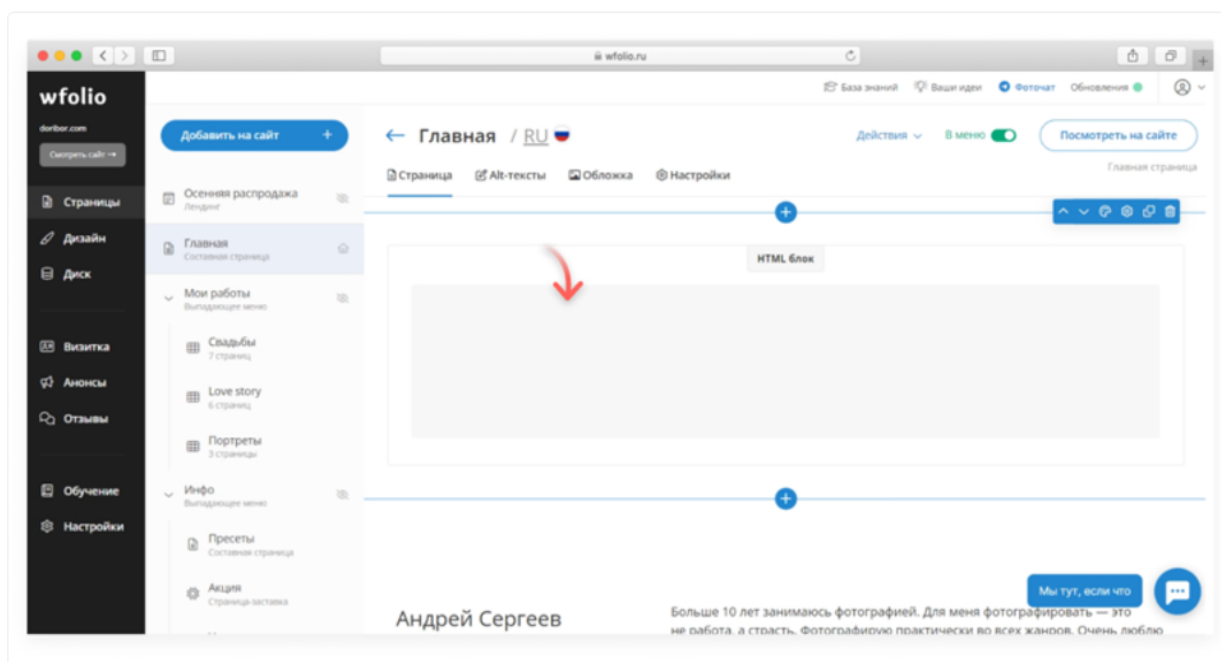 wfolio.ru
wfolio
База знаний
Ваши идеи
Фоточат
Обновления
doribor.com
Смотреть сайт →
Добавить на сайт +
← Главная / RU
Действия
В меню
Посмотреть на сайте
Главная страница
Страница
Alt-тексты
Обложка
Настройки
Страницы
Дизайн
Диск
Визитка
Анонсы
Отзывы
Обучение
Настройки
Осенняя распродажа
Лендинг
Главная
Составная страница
Мои работы
Выпадающее меню
Свадьбы
7 страниц
Love story
6 страниц
Портреты
3 страницы
Инфо
Выпадающее меню
Пресеты
Составная страница
Акция
Страница-заставка
HTML блок
Мы тут, если что
Андрей Сергеев
Больше 10 лет занимаюсь фотографией. Для меня фотографировать — это
не работа, а страсть. Фотографирую практически во всех жанров. Очень люблю